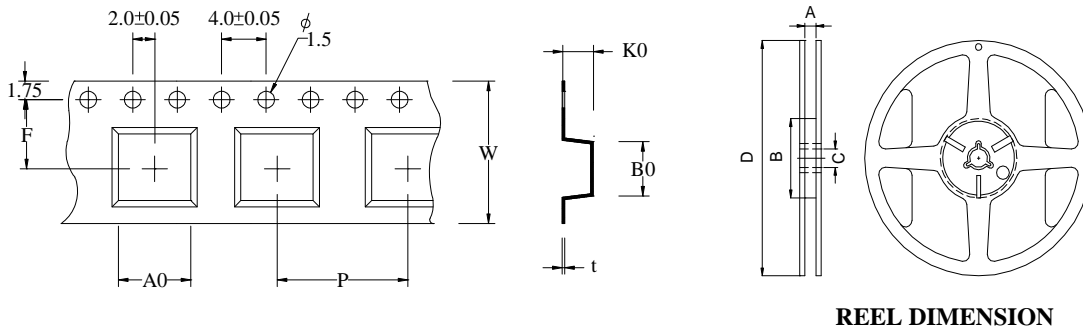 2.0±0.05
4.0±0.05
ϕ
1.5
1.75
F
W
A0
P
K0
B0
t
A
D
B
C
REEL DIMENSION